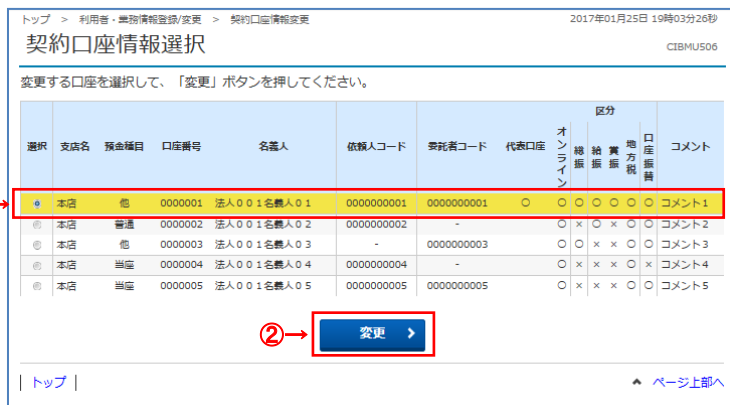 トップ > 利用者・業務情報登録/変更 > 契約口座情報変更 2017年01月25日 19時03分26秒
契約口座情報選択 CIBMU506
変更する口座を選択して、「変更」ボタンを押してください。
区分
選択 支店名 預金種目 口座番号 名義人 依頼人コード 委託者コード 代表口座 オンライン 総振 給振 賞振 地方税 口座振替 コメント
本店 他 0000001 法人001名義人01 0000000001 0000000001 ○ ○ ○ ○ ○ ○ ○ コメント1
本店 普通 0000002 法人001名義人02 0000000002 - ○ × ○ × ○ ○ コメント2
本店 他 0000003 法人001名義人03 - 0000000003 ○ ○ × × ○ ○ コメント3
本店 当座 0000004 法人001名義人04 0000000004 - ○ × × × ○ × コメント4
本店 当座 0000005 法人001名義人05 0000000005 0000000005 ○ × × × ○ ○ コメント5
②→ 変更 >
| トップ | ページ上部へ